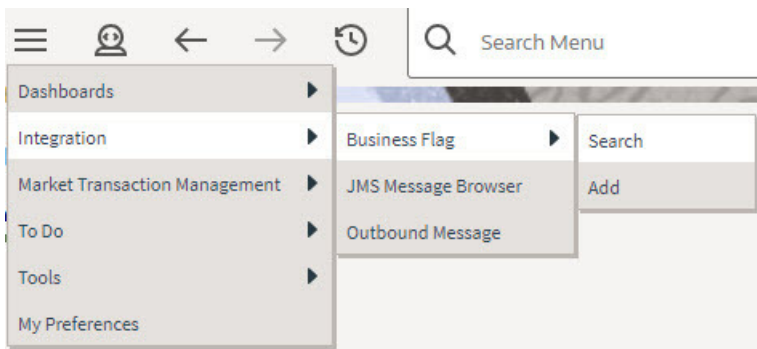 Search Menu
Dashboards
Integration
Market Transaction Management
To Do
Tools
My Preferences
Business Flag
JMS Message Browser
Outbound Message
Search
Add